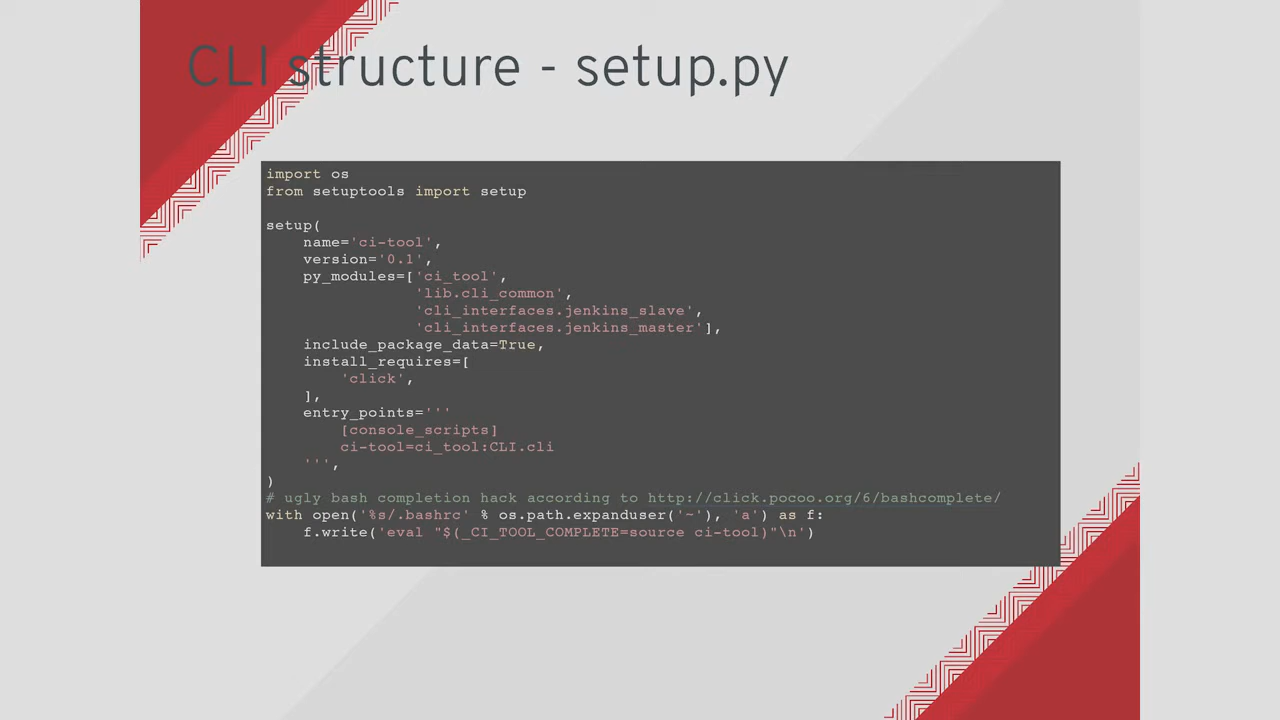 CLI structure - setup.py
import os
from setuptools import setup
setup(
    name='ci-tool',
    version='0.1',
    py_modules=['ci_tool',
                'lib.cli_common',
                'cli_interfaces.jenkins_slave',
                'cli_interfaces.jenkins_master'],
    include_package_data=True,
    install_requires=[
        'click',
    ],
    entry_points='''
        [console_scripts]
        ci-tool=ci_tool:CLI.cli
    ''',
)
# ugly bash completion hack according to http://click.pocoo.org/6/bashcomplete/
with open('%s/.bashrc' % os.path.expanduser('~'), 'a') as f:
    f.write('eval "$(_CI_TOOL_COMPLETE=source ci-tool)"\n')